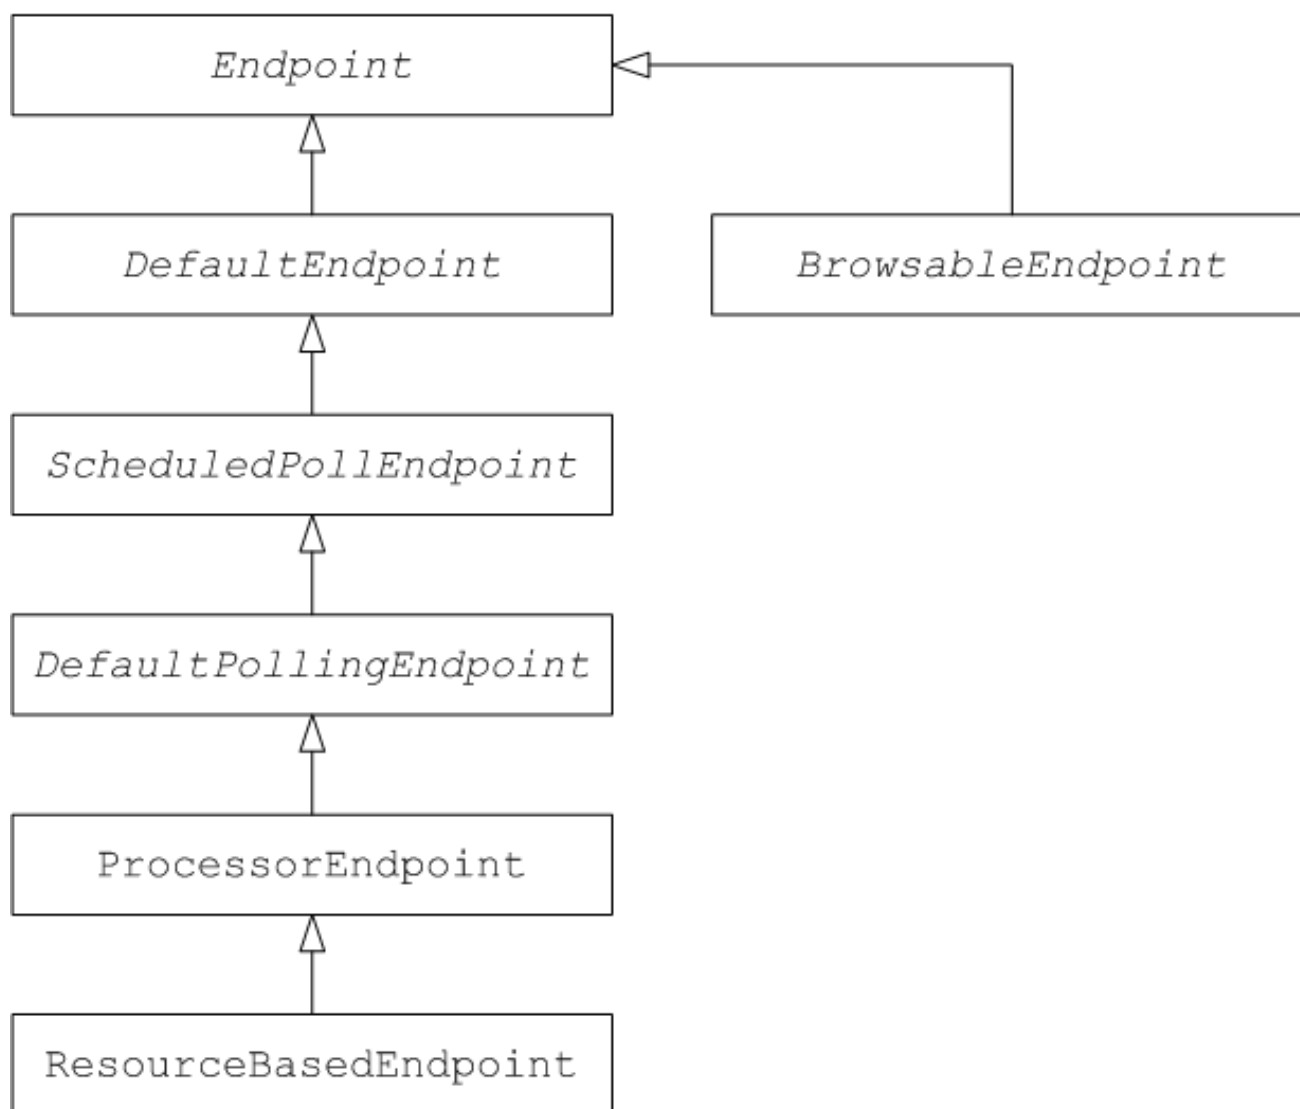 Endpoint
DefaultEndpoint
BrowsableEndpoint
ScheduledPollEndpoint
DefaultPollingEndpoint
ProcessorEndpoint
ResourceBasedEndpoint